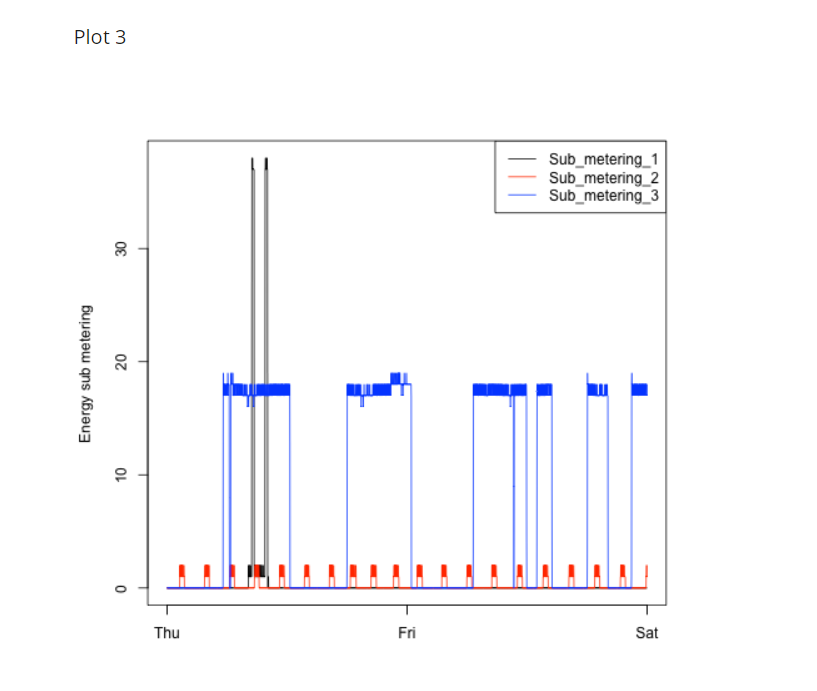 Plot 3
Sub_metering_1
Sub_metering_2
Sub_metering_3
Energy sub metering
30
20
10
0
Thu Fri Sat